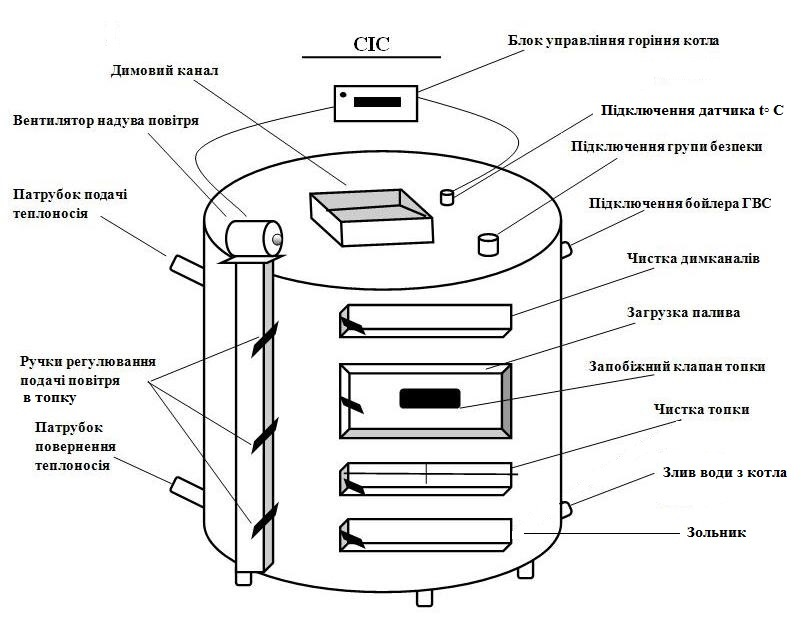 СІС
Блок управління горіння котла
Димовий канал
Вентилятор надува повітря
Підключення датчика t° С
Підключення групи безпеки
Патрубок подачі
теплоносія
Підключення бойлера ГВС
Чистка димканалів
Загрузка палива
Ручки регулювання
подачі повітря
в топку
Запобіжний клапан топки
Чистка топки
Патрубок
повернення
теплоносія
Злив води з котла
Зольник